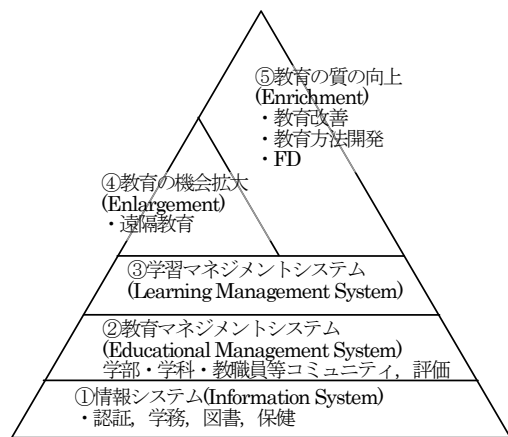 ⑤教育の質の向上
(Enrichment)
・教育改善
・教育方法開発
・FD
④教育の機会拡大
(Enlargement)
・遠隔教育
③学習マネジメントシステム
(Learning Management System)
②教育マネジメントシステム
(Educational Management System)
学部・学科・教職員等コミュニティ，評価
①情報システム(Information System)
・認証，学務，図書，保健